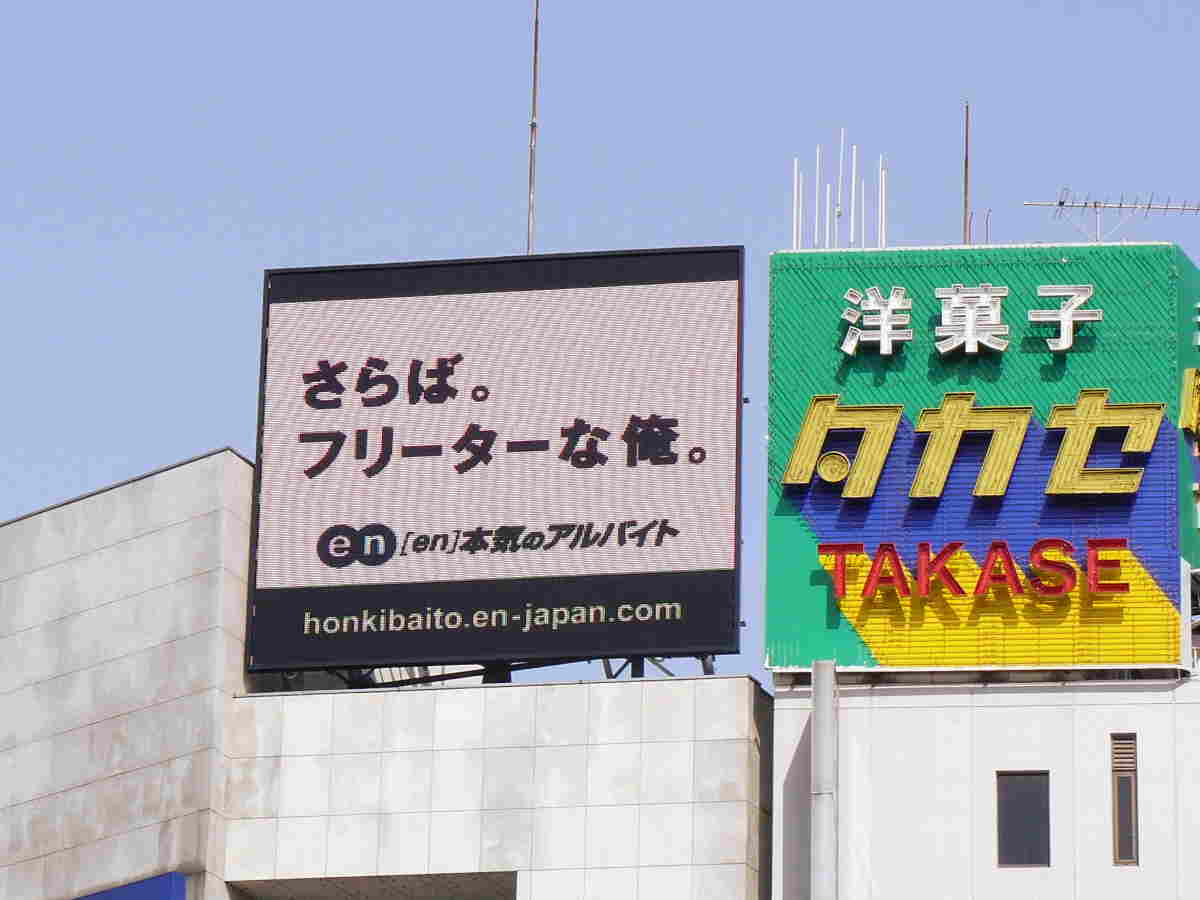 さらば。
フリーターな俺。
en [en]本気のアルバイト
honkibaito.en-japan.com
洋菓子
タカセ
TAKASE